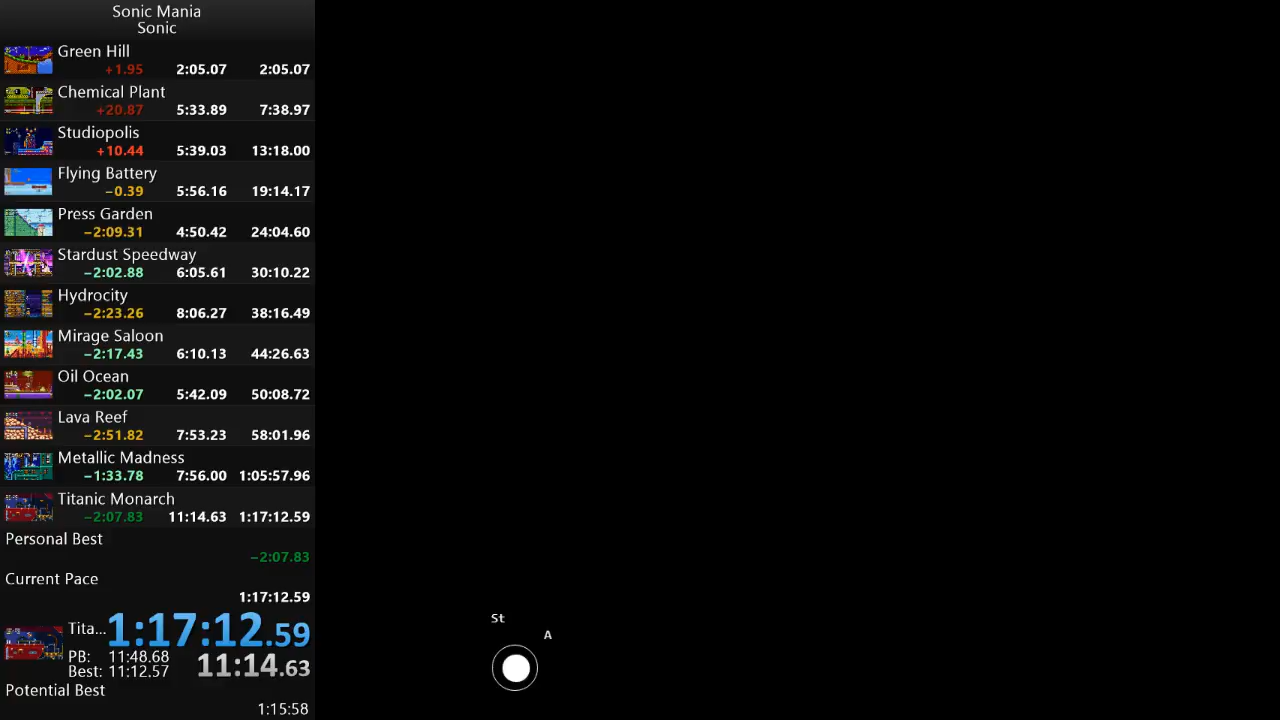 Sonic Mania
Sonic
Green Hill
+1.95 2:05.07 2:05.07
Chemical Plant
+20.87 5:33.89 7:38.97
Studiopolis
+10.44 5:39.03 13:18.00
Flying Battery
−0.39 5:56.16 19:14.17
Press Garden
−2:09.31 4:50.42 24:04.60
Stardust Speedway
−2:02.88 6:05.61 30:10.22
Hydrocity
−2:23.26 8:06.27 38:16.49
Mirage Saloon
−2:17.43 6:10.13 44:26.63
Oil Ocean
−2:02.07 5:42.09 50:08.72
Lava Reef
−2:51.82 7:53.23 58:01.96
Metallic Madness
−1:33.78 7:56.00 1:05:57.96
Titanic Monarch
−2:07.83 11:14.63 1:17:12.59
Personal Best
−2:07.83
Current Pace
1:17:12.59
Tita... 1:17:12.59
PB: 11:48.68
Best: 11:12.57
11:14.63
Potential Best
1:15:58
St
A